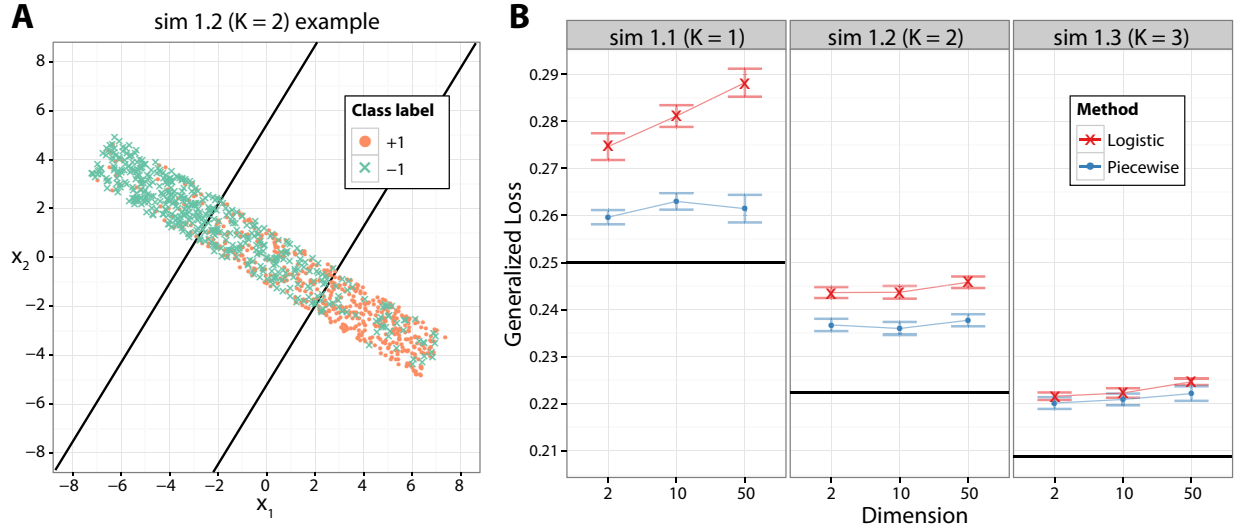 A
sim 1.2 (K = 2) example
8
6
4
2
0
−2
−4
−6
−8
x2
−8
−6
−4
−2
0
2
4
6
8
x1
Class label
+1
−1
B
sim 1.1 (K = 1)
sim 1.2 (K = 2)
sim 1.3 (K = 3)
Generalized Loss
0.29
0.28
0.27
0.26
0.25
0.24
0.23
0.22
0.21
Method
Logistic
Piecewise
2
10
50
2
10
50
2
10
50
Dimension